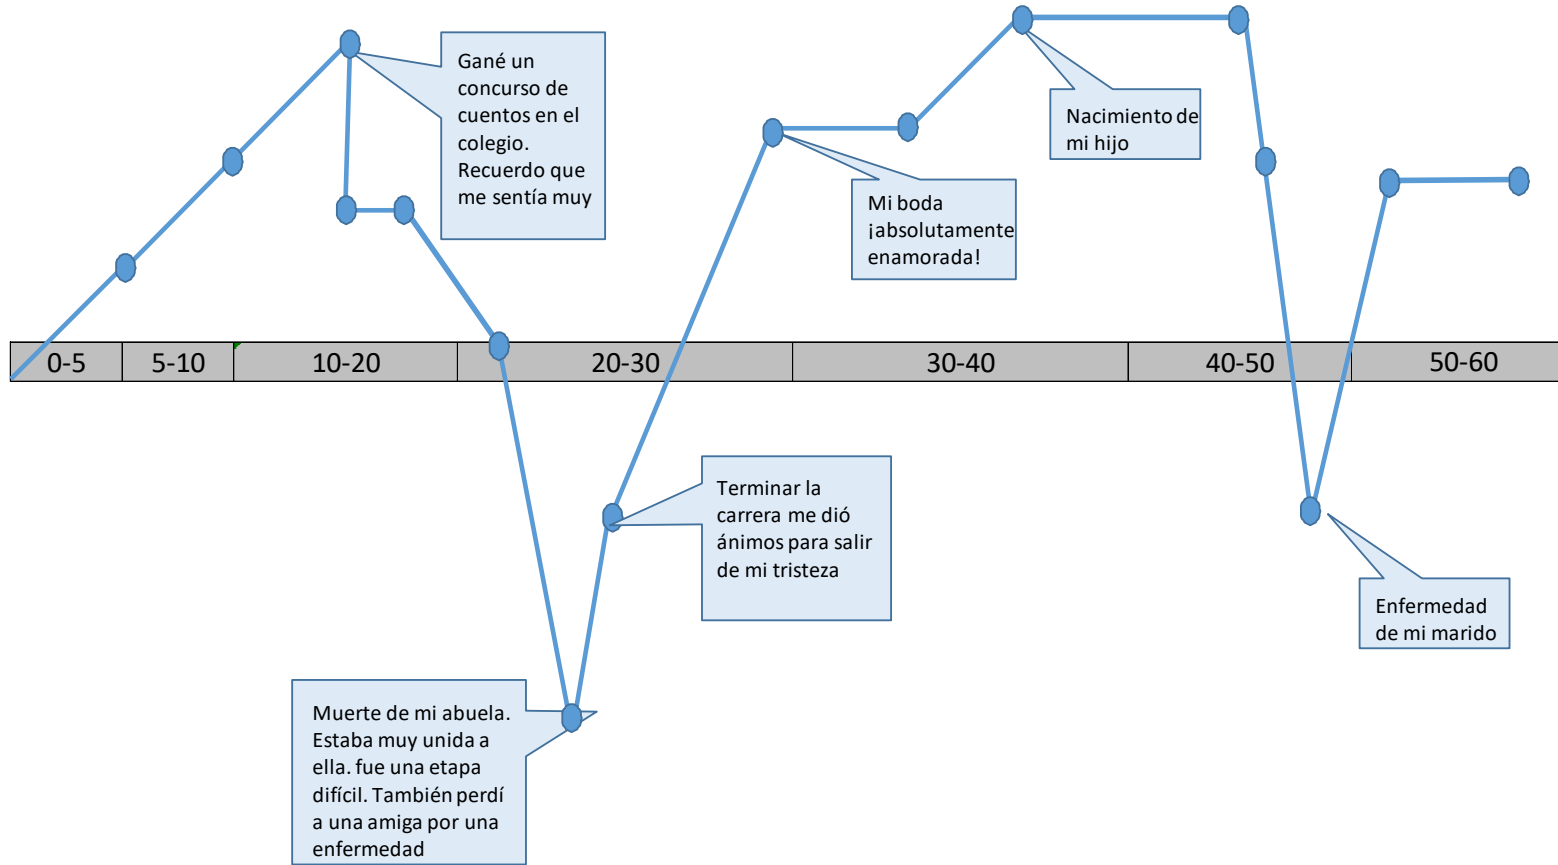 Gané un
concurso de
cuentos en el
colegio.
Recuerdo que
me sentía muy
Nacimiento de
mi hijo
Mi boda
¡absolutamente
enamorada!
0-5 5-10 10-20 20-30 30-40 40-50 50-60
Terminar la
carrera me dió
ánimos para salir
de mi tristeza
Enfermedad
de mi marido
Muerte de mi abuela.
Estaba muy unida a
ella. fue una etapa
difícil. También perdí
a una amiga por una
enfermedad